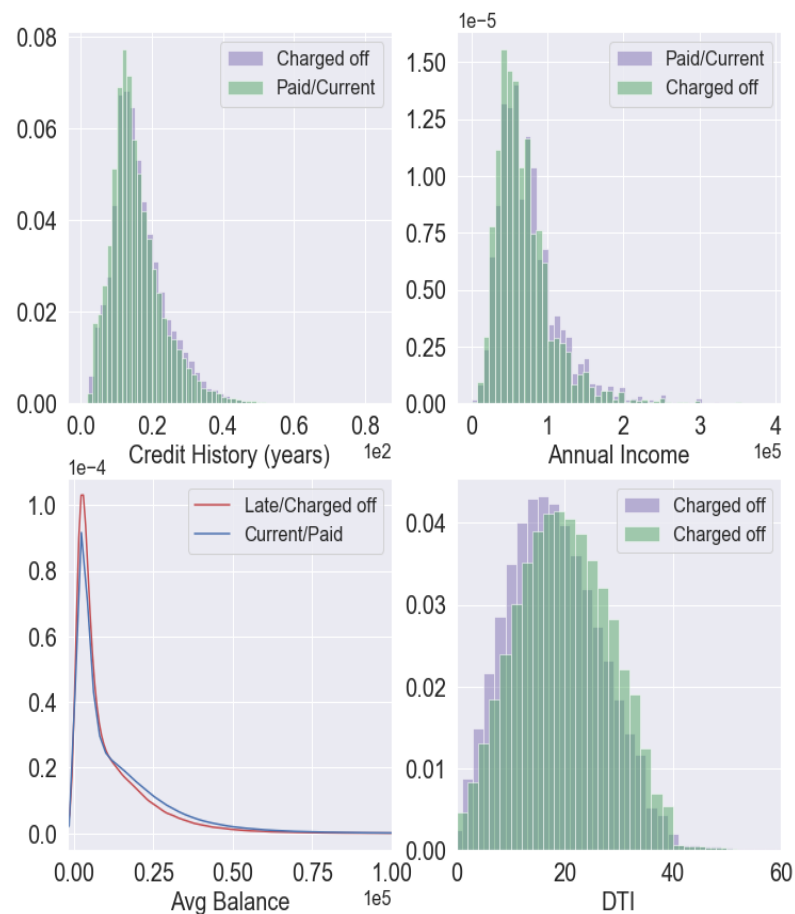 1e−5
0.08
0.06
0.04
0.02
0.00
Charged off
Paid/Current
0.0 0.2 0.4 0.6 0.8
Credit History (years) 1e2
15.0
12.5
1.00
0.75
0.50
0.25
0.00
Paid/Current
Charged off
0 1 2 3 4
Annual Income 1e5
1e−4
1.0
0.8
0.6
0.4
0.2
0.0
Late/Charged off
Current/Paid
0.00 0.25 0.50 0.75 1.00
Avg Balance 1e5
0.04
0.03
0.02
0.01
0.00
Charged off
Charged off
0 20 40 60
DTI